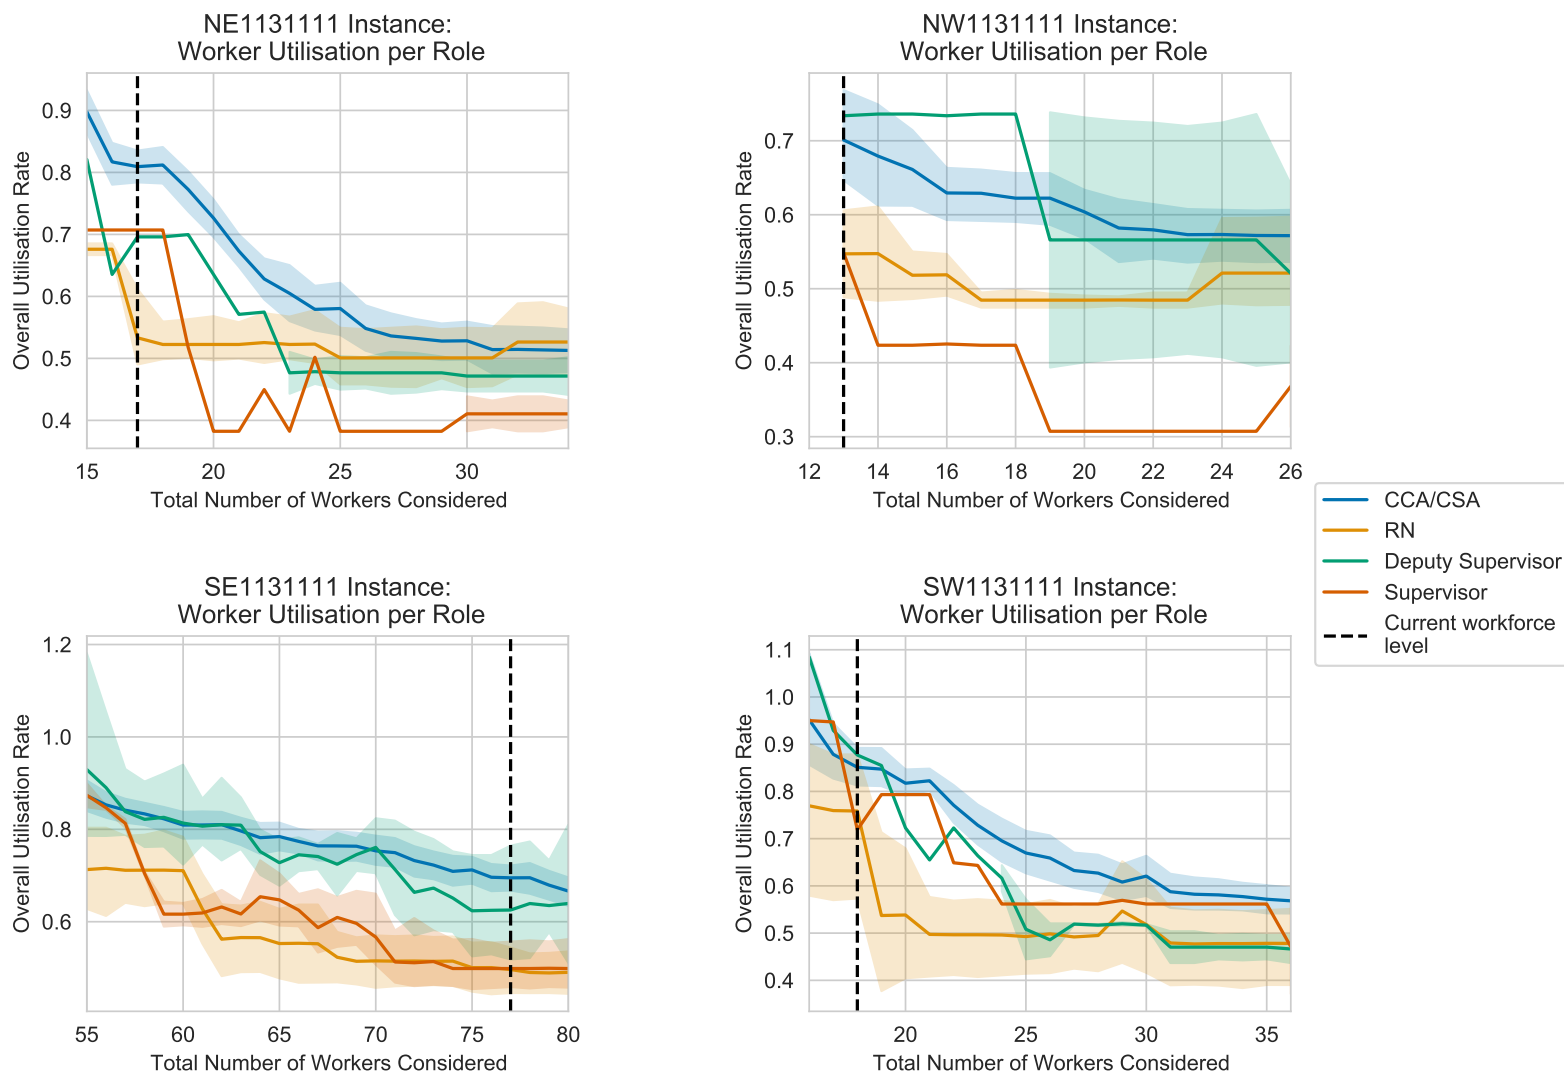 NE1131111 Instance:
Worker Utilisation per Role
0.9
0.8
0.7
0.6
0.5
0.4
Overall Utilisation Rate
15
20
25
30
Total Number of Workers Considered
NW1131111 Instance:
Worker Utilisation per Role
0.7
0.6
0.5
0.4
0.3
Overall Utilisation Rate
12
14
16
18
20
22
24
26
Total Number of Workers Considered
CCA/CSA
RN
Deputy Supervisor
Supervisor
Current workforce
level
SE1131111 Instance:
Worker Utilisation per Role
1.2
1.0
0.8
0.6
Overall Utilisation Rate
55
60
65
70
75
80
Total Number of Workers Considered
SW1131111 Instance:
Worker Utilisation per Role
1.1
1.0
0.9
0.8
0.7
0.6
0.5
0.4
Overall Utilisation Rate
20
25
30
35
Total Number of Workers Considered